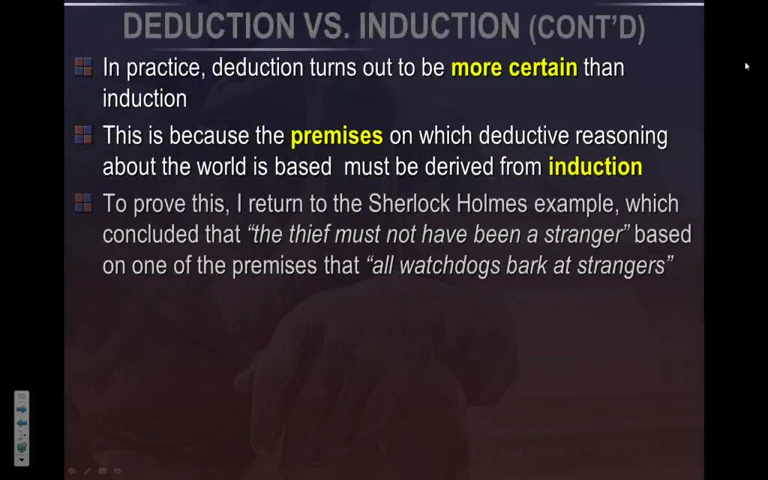 DEDUCTION VS. INDUCTION (CONT'D)
In practice, deduction turns out to be more certain than
induction
This is because the premises on which deductive reasoning
about the world is based must be derived from induction
To prove this, I return to the Sherlock Holmes example, which
concluded that “the thief must not have been a stranger” based
on one of the premises that “all watchdogs bark at strangers”